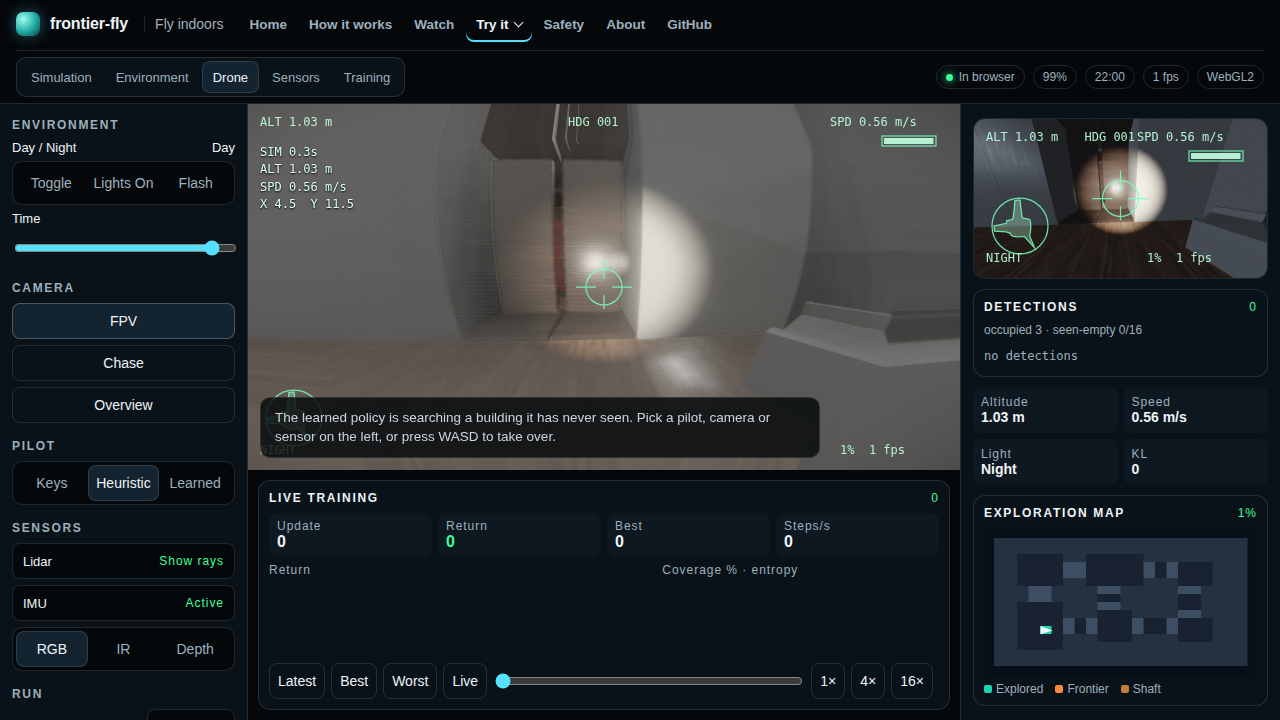 frontier-fly
Fly indoors
Home
How it works
Watch
Try it
Safety
About
GitHub
Simulation
Environment
Drone
Sensors
Training
In browser
99%
22:00
1 fps
WebGL2
ENVIRONMENT
Day / Night
Day
Toggle
Lights On
Flash
Time
CAMERA
FPV
Chase
Overview
PILOT
Keys
Heuristic
Learned
SENSORS
Lidar
Show rays
IMU
Active
RGB
IR
Depth
RUN
ALT 1.03 m
HDG 001
SPD 0.56 m/s
SIM 0.3s
ALT 1.03 m
SPD 0.56 m/s
X 4.5 Y 11.5
The learned policy is searching a building it has never seen. Pick a pilot, camera or
sensor on the left, or press WASD to take over.
NIGHT
1% 1 fps
LIVE TRAINING
0
Update
0
Return
0
Best
0
Steps/s
0
Return
Coverage % · entropy
Latest
Best
Worst
Live
1×
4×
16×
ALT 1.03 m
HDG 001
SPD 0.56 m/s
NIGHT
1% 1 fps
DETECTIONS
0
occupied 3 · seen-empty 0/16
no detections
Altitude
1.03 m
Speed
0.56 m/s
Light
Night
KL
0
EXPLORATION MAP
1%
Explored
Frontier
Shaft